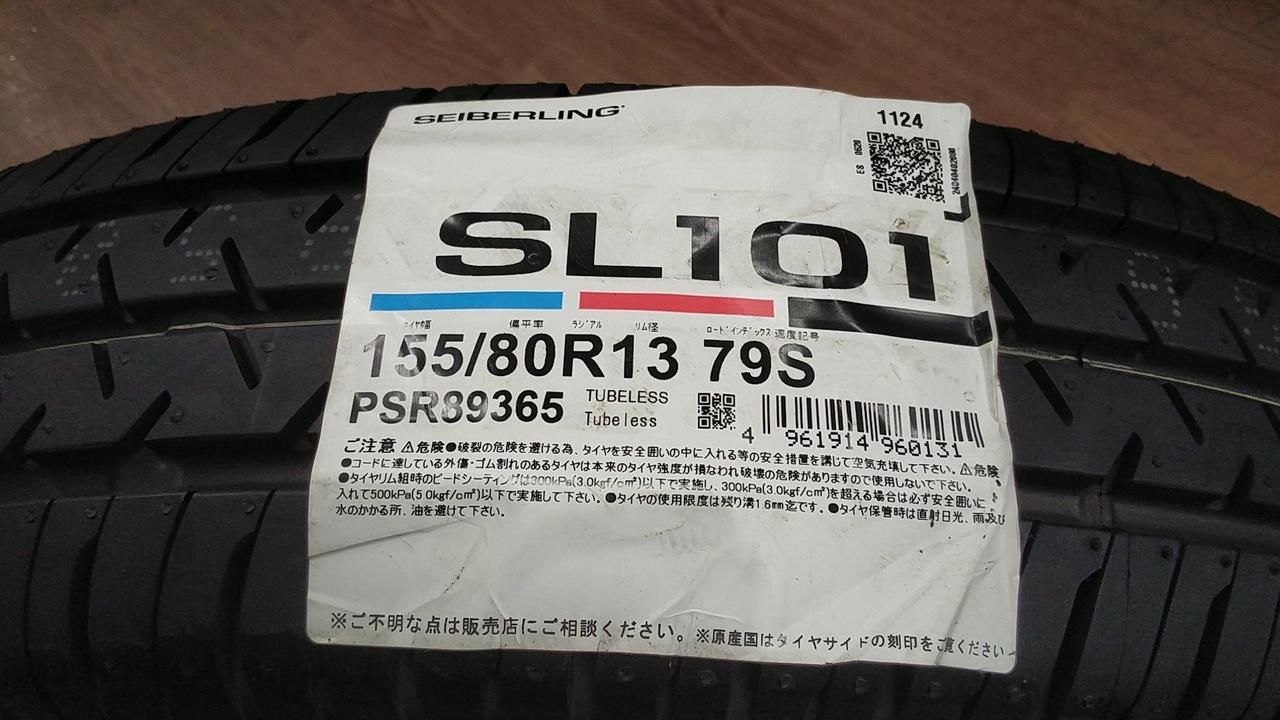 SEIBERLING
1124
ES 0620
SL101
タイヤ幅 偏平率 ラジアル リム径 ロードインデックス 速度記号
155/80R13 79S
PSR89365 TUBELESS
Tubeless
4 961914 960131
ご注意 ⚠危険●破裂の危険を避ける為、タイヤを安全囲いの中に入れる等の安全措置を講じて空気充填して下さい。⚠危険
●コードに達している外傷・ゴム割れのあるタイヤは本来のタイヤ強度が損なわれ破壊の危険がありますので使用しないで下さい。
●タイヤリム組時のビードシーティングは300kPa(3.0kgf/cm²)以下で実施し、300kPa(3.0kgf/cm²)を超える場合は必ず安全囲いに
入れて500kPa(5.0kgf/cm²)以下で実施して下さい。●タイヤの使用限度は残り溝1.6mm迄です。●タイヤ保管時は直射日光、雨及び
水のかかる所、油を避けて下さい。
※ご不明な点は販売店にご相談ください。※原産国はタイヤサイドの刻印をご覧ください